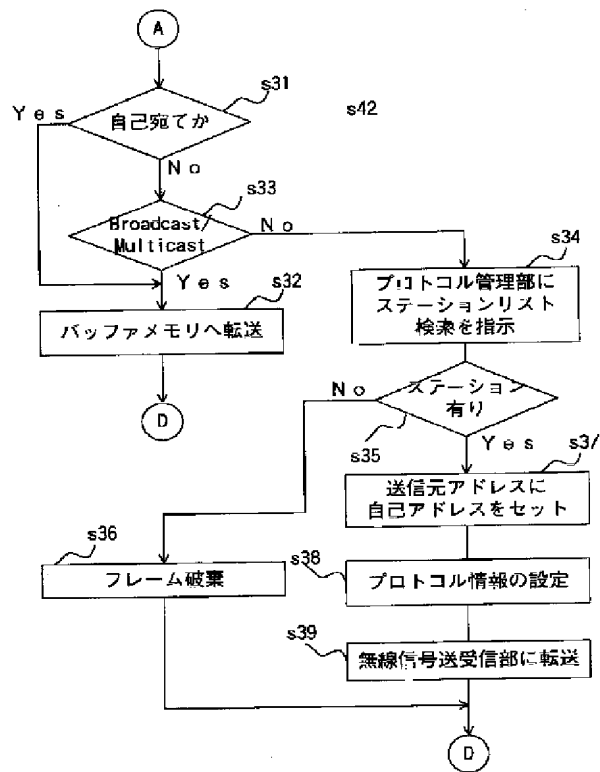 A
s31
Yes
自己宛てか
s42
No
s33
Broadcast/
Multicast
No
s34
Yes
s32
プロトコル管理部に
ステーションリスト
検索を指示
バッファメモリへ転送
No
ステーション
有り
D
s35
Yes
s37
送信元アドレスに
自己アドレスをセット
s36
フレーム破棄
s38
プロトコル情報の設定
s39
無線信号送受信部に転送
D